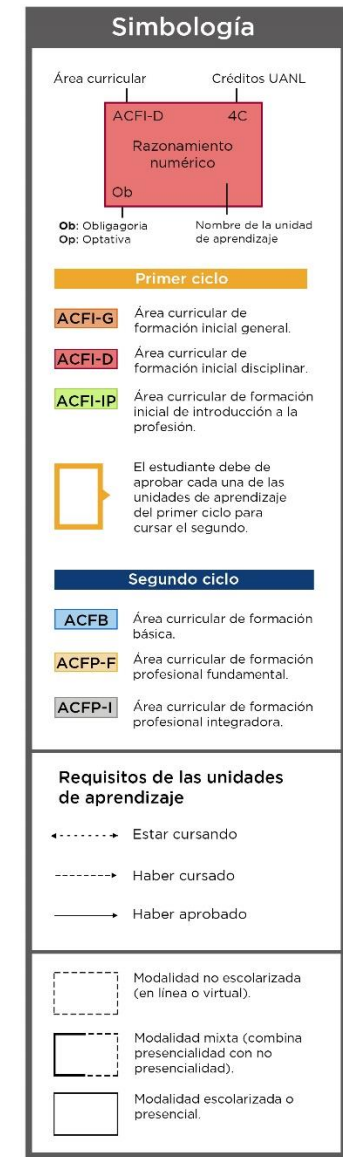 Simbología
Área curricular
Créditos UANL
ACFI-D
4C
Razonamiento
numérico
Ob
Ob: Obligagoria
Op: Optativa
Nombre de la unidad
de aprendizaje
Primer ciclo
ACFI-G
Área curricular de
formación inicial general.
ACFI-D
Área curricular de
formación inicial disciplinar.
ACFI-IP
Área curricular de formación
inicial de introducción a la
profesión.
El estudiante debe de
aprobar cada una de las
unidades de aprendizaje
del primer ciclo para
cursar el segundo.
Segundo ciclo
ACFB
Área curricular de formación
básica.
ACFP-F
Área curricular de formación
profesional fundamental.
ACFP-I
Área curricular de formación
profesional integradora.
Requisitos de las unidades
de aprendizaje
Estar cursando
Haber cursado
Haber aprobado
Modalidad no escolarizada
(en línea o virtual).
Modalidad mixta (combina
presencialidad con no
presencialidad).
Modalidad escolarizada o
presencial.